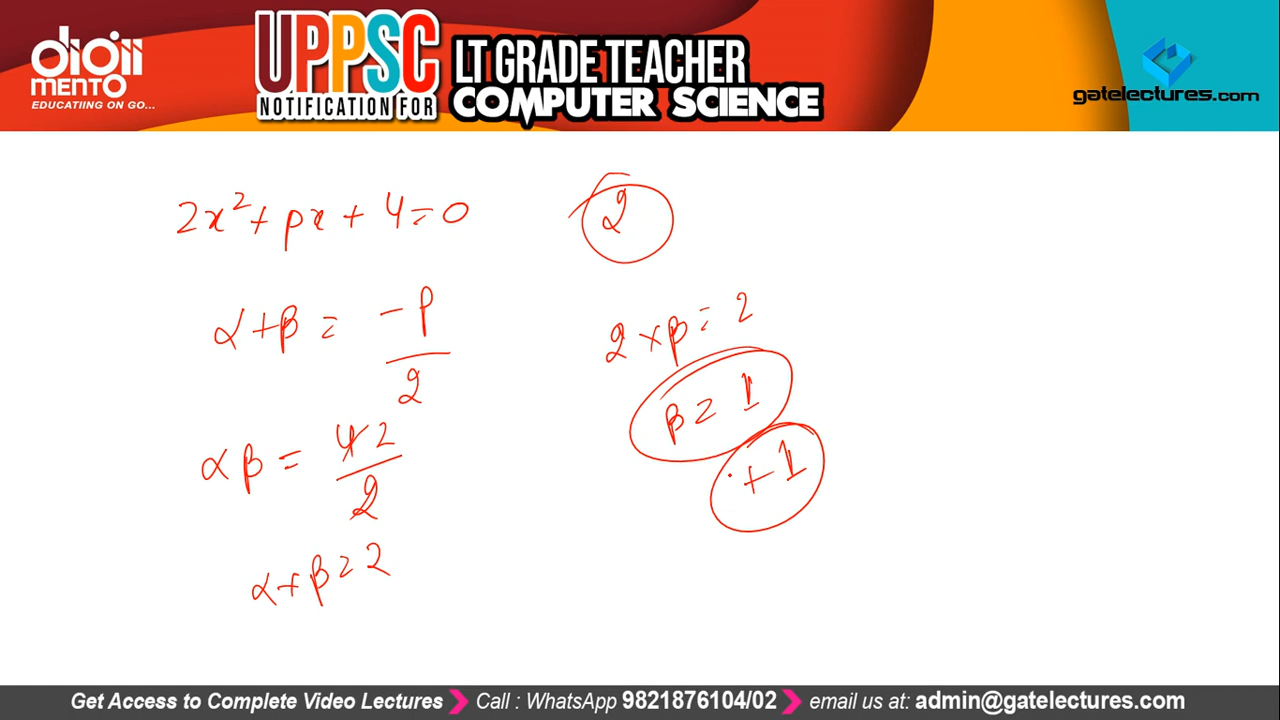 digii
MENTO
EDUCATIING ON GO...
UPPSC
NOTIFICATION FOR
LT GRADE TEACHER
COMPUTER SCIENCE
gatelectures.com
2x² + px + 4 = 0
α + β = -p/2
αβ = 42/2
α × β = 2
2
2 × β = 2
β = 1
+1
Get Access to Complete Video Lectures
Call : WhatsApp 9821876104/02
email us at: admin@gatelectures.com